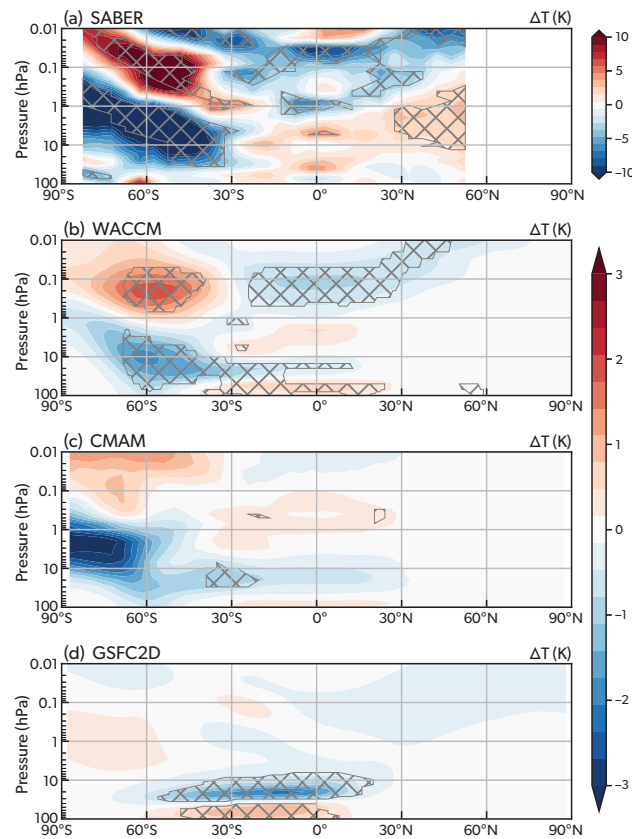 (a) SABER ΔT (K)
Pressure (hPa)
0.01
0.1
1
10
100
90°S 60°S 30°S 0° 30°N 60°N 90°N
10
5
0
−5
−10
(b) WACCM ΔT (K)
Pressure (hPa)
0.01
0.1
1
10
100
90°S 60°S 30°S 0° 30°N 60°N 90°N
(c) CMAM ΔT (K)
Pressure (hPa)
0.01
0.1
1
10
100
90°S 60°S 30°S 0° 30°N 60°N 90°N
(d) GSFC2D ΔT (K)
Pressure (hPa)
0.01
0.1
1
10
100
90°S 60°S 30°S 0° 30°N 60°N 90°N
3
2
1
0
−1
−2
−3